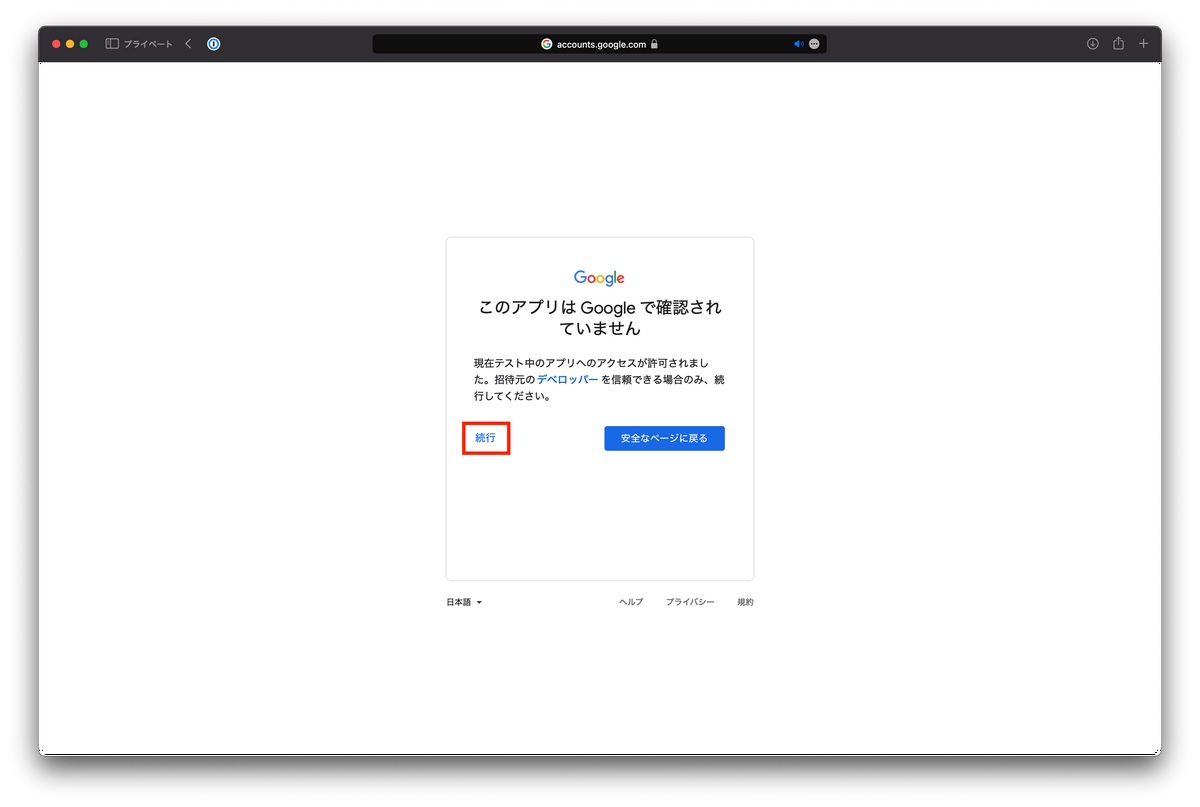 プライベート
accounts.google.com
Google
このアプリは Google で確認され
ていません
現在テスト中のアプリへのアクセスが許可されまし
た。招待元のデベロッパー を信頼できる場合のみ、続
行してください。
続行
安全なページに戻る
日本語
ヘルプ
プライバシー
規約